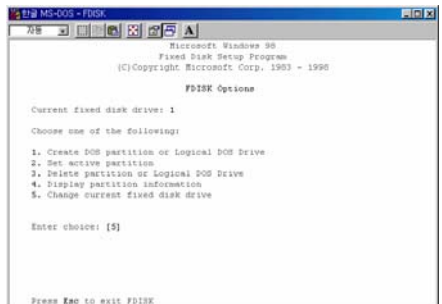 한글 MS-DOS - FDISK
자동
Microsoft Windows 98
Fixed Disk Setup Program
(C)Copyright Microsoft Corp. 1983 - 1998
FDISK Options
Current fixed disk drive: 1
Choose one of the following:
1. Create DOS partition or Logical DOS Drive
2. Set active partition
3. Delete partition or Logical DOS Drive
4. Display partition information
5. Change current fixed disk drive
Enter choice: [5]
Press Esc to exit FDISK